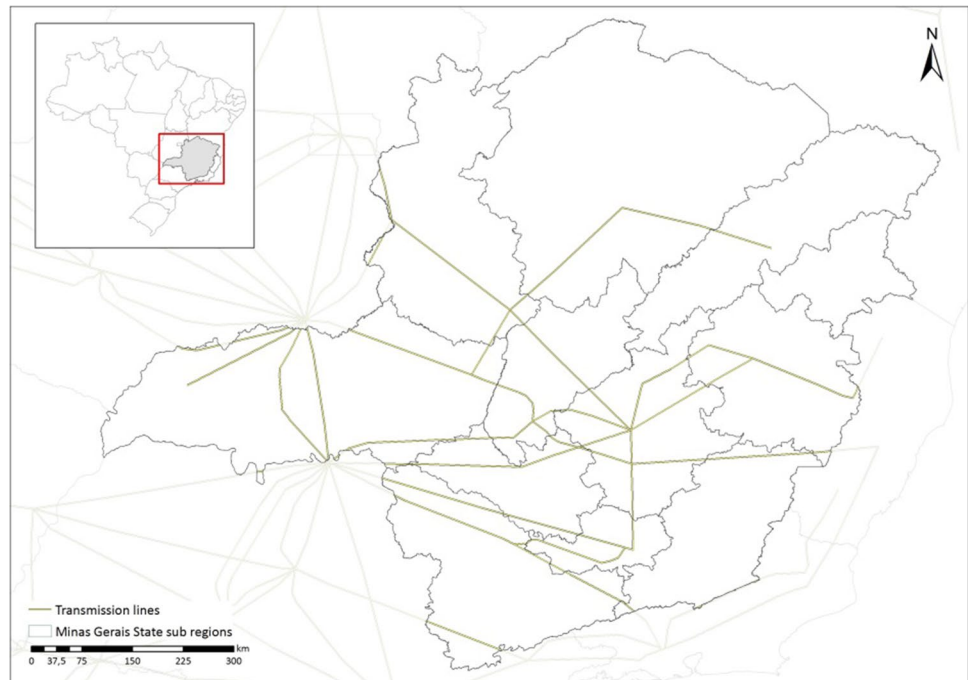 N
Transmission lines
Minas Gerais State sub regions
km
0 37,5 75 150 225 300